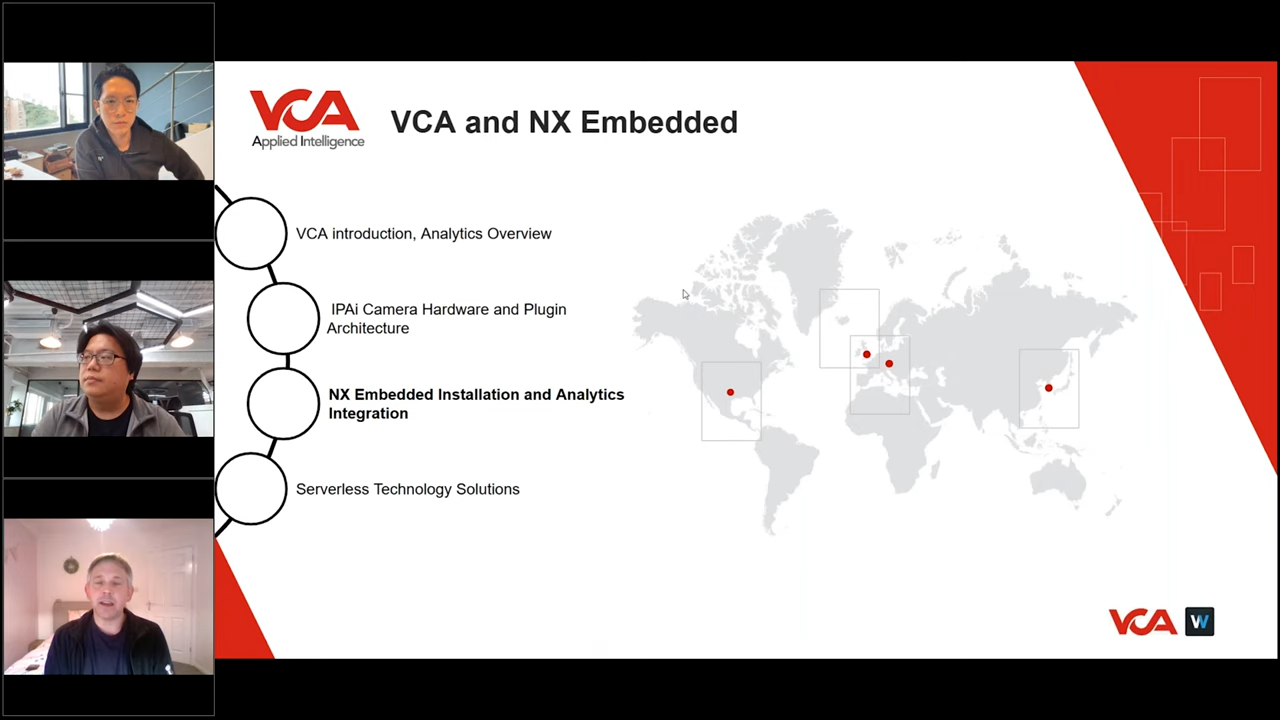 VCA
Applied Intelligence
VCA and NX Embedded
VCA introduction, Analytics Overview
IPAi Camera Hardware and Plugin
Architecture
NX Embedded Installation and Analytics
Integration
Serverless Technology Solutions
VCA W